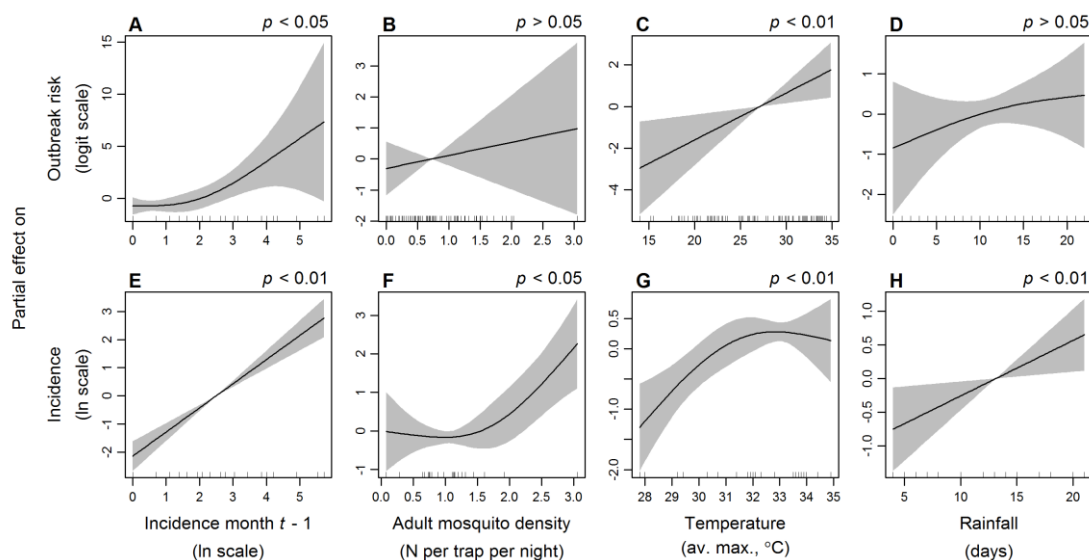 A p < 0.05 B p > 0.05 C p < 0.01 D p > 0.05
Partial effect on
Outbreak risk
(logit scale)
15
10
5
0
0 1 2 3 4 5
3
2
1
0
-1
-2
0.0 0.5 1.0 1.5 2.0 2.5 3.0
2
0
-2
-4
15 20 25 30 35
1
0
-1
-2
0 5 10 15 20
E p < 0.01 F p < 0.05 G p < 0.01 H p < 0.01
Incidence
(ln scale)
3
2
1
0
-1
-2
0 1 2 3 4 5
3
2
1
0
-1
0.0 0.5 1.0 1.5 2.0 2.5 3.0
0.5
0.0
-1.0
-2.0
28 29 30 31 32 33 34 35
1.0
0.5
0.0
-1.0
5 10 15 20
Incidence month t - 1
(ln scale)
Adult mosquito density
(N per trap per night)
Temperature
(av. max., °C)
Rainfall
(days)